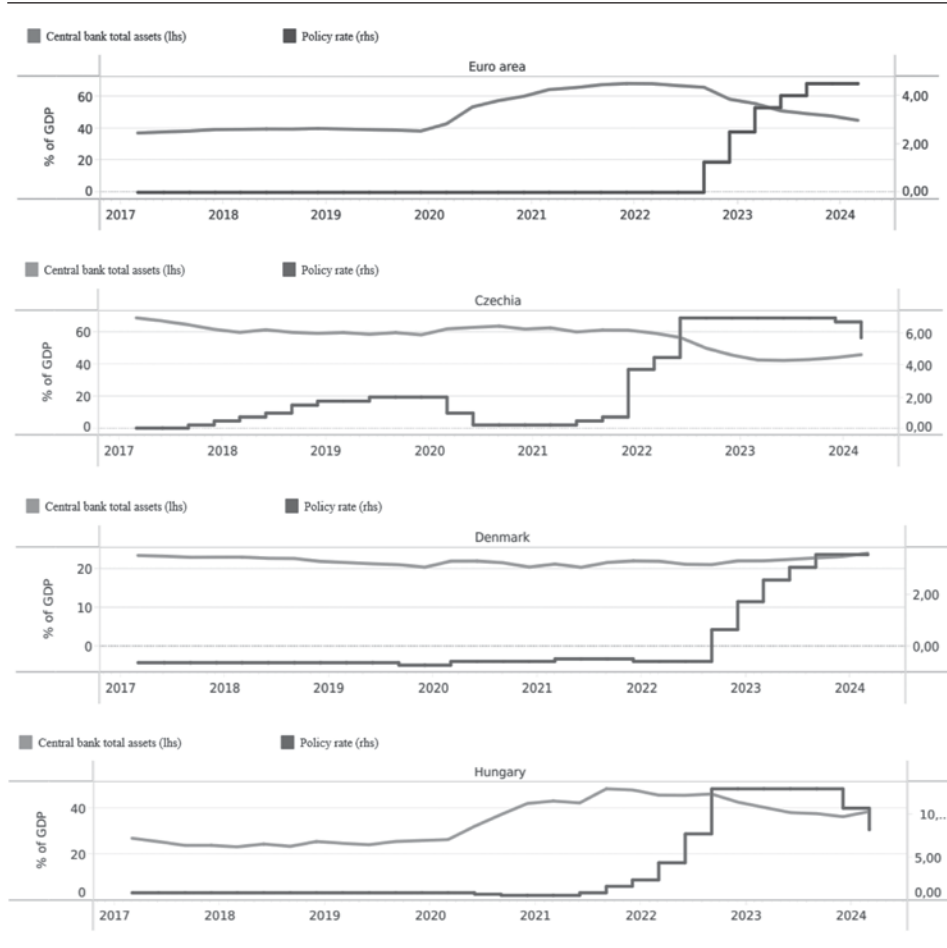 Central bank total assets (lhs) Policy rate (rhs)
Euro area
% of GDP
60
40
20
0
4,00
2,00
0,00
2017 2018 2019 2020 2021 2022 2023 2024
Central bank total assets (lhs) Policy rate (rhs)
Czechia
% of GDP
60
40
20
0
6,00
4,00
2,00
0,00
2017 2018 2019 2020 2021 2022 2023 2024
Central bank total assets (lhs) Policy rate (rhs)
Denmark
% of GDP
20
10
0
2,00
0,00
2017 2018 2019 2020 2021 2022 2023 2024
Central bank total assets (lhs) Policy rate (rhs)
Hungary
% of GDP
40
20
0
10,...
5,00
0,00
2017 2018 2019 2020 2021 2022 2023 2024